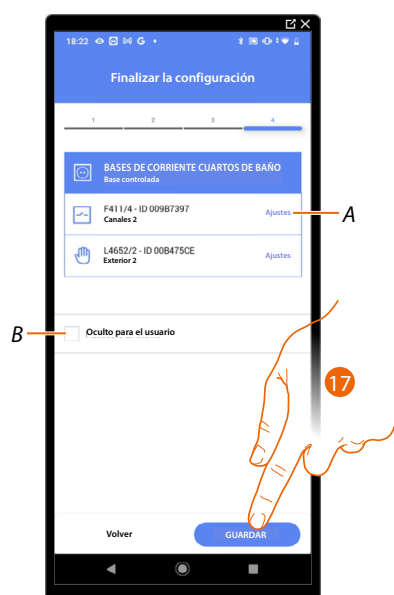 18:22 G
Finalizar la configuración
1 2 3 4
BASES DE CORRIENTE CUARTOS DE BAÑO
Base controlada
F411/4 - ID 009B7397
Canales 2
Ajustes
A
L4652/2 - ID 00B475CE
Exterior 2
Ajustes
B
Oculto para el usuario
17
Volver
GUARDAR